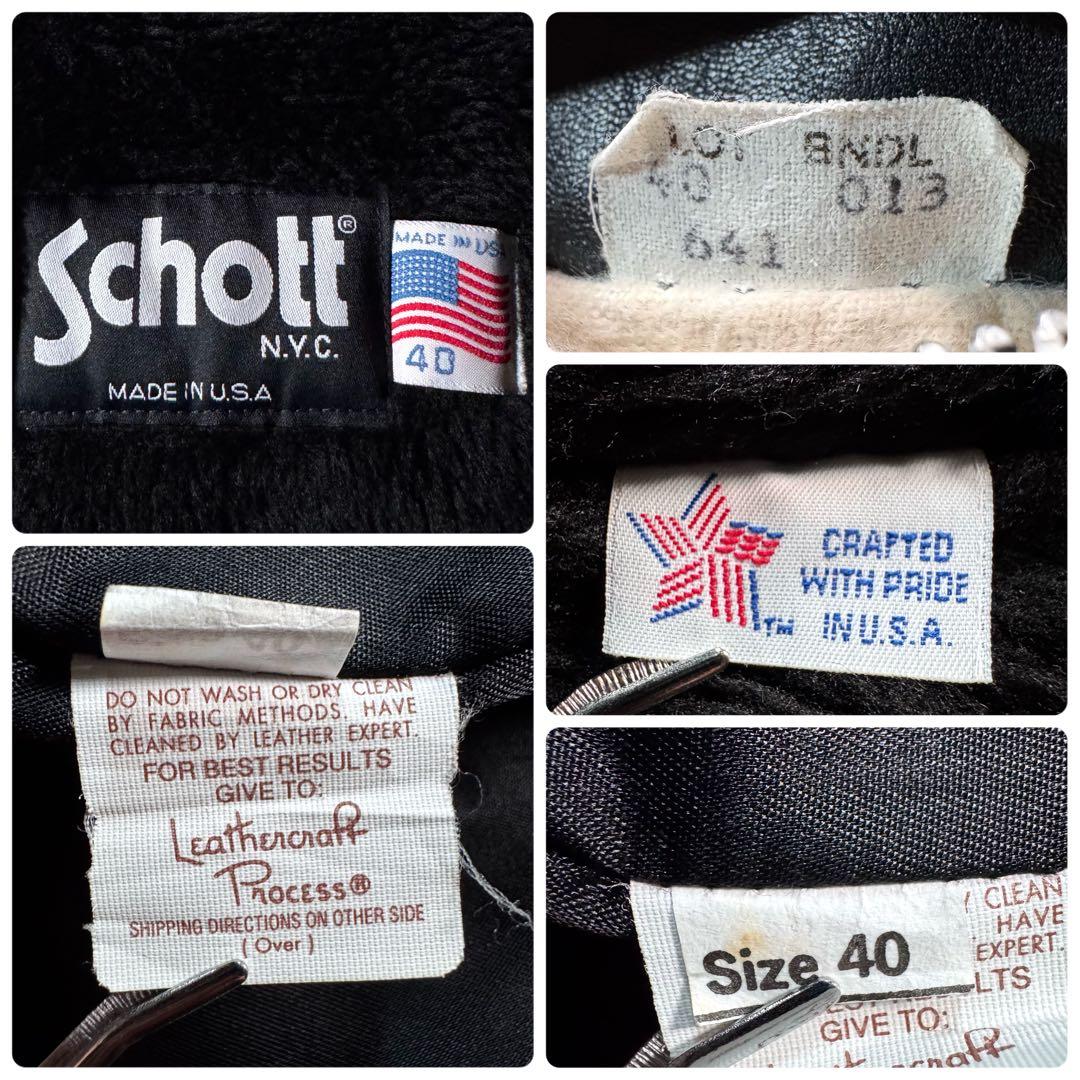 Schott®
N.Y.C.
MADE IN U.S.A
MADE IN US
40
BNDL
40 013
641
CRAFTED
WITH PRIDE
IN U.S.A.
TM
DO NOT WASH OR DRY CLEAN
BY FABRIC METHODS. HAVE
CLEANED BY LEATHER EXPERT.
FOR BEST RESULTS
GIVE TO:
Leathercraft
Process®
SHIPPING DIRECTIONS ON OTHER SIDE
(Over)
Size 40
CLEAN
HAVE
EXPERT.
LTS
GIVE TO: